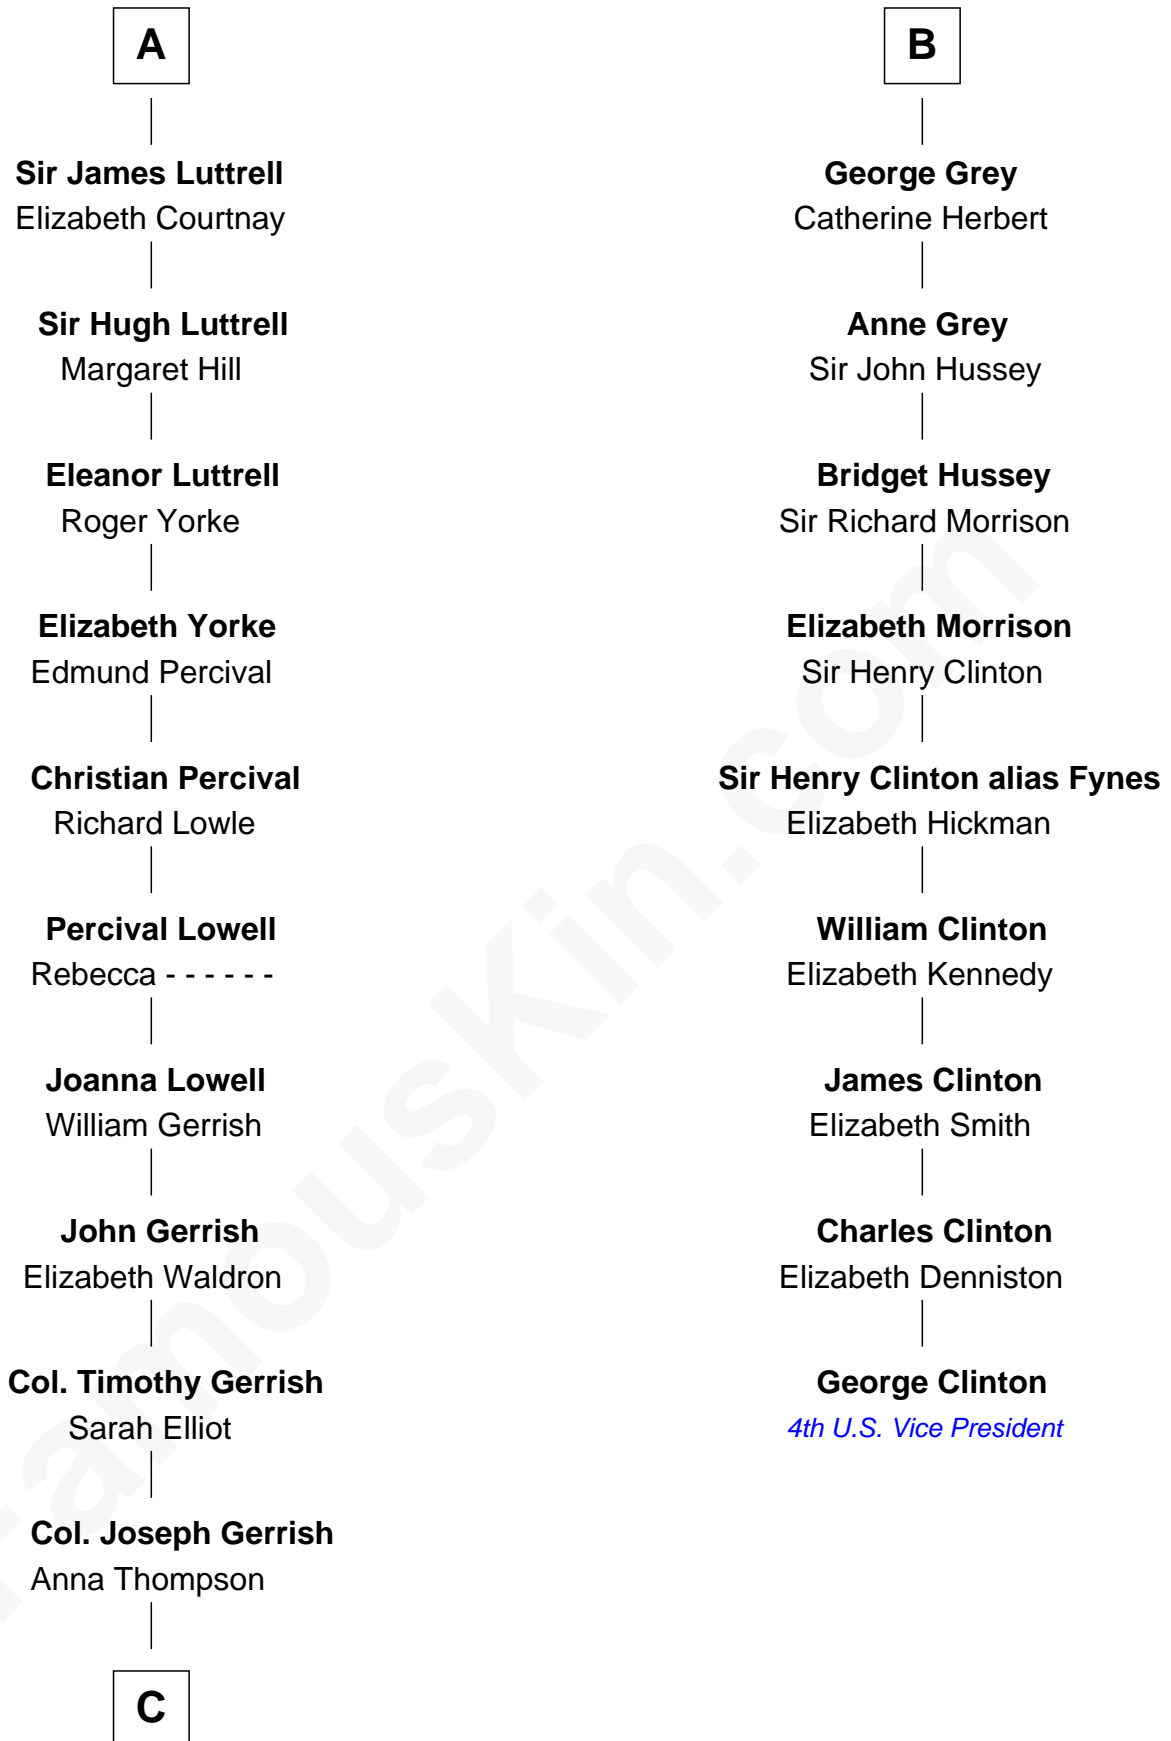 A
Sir James Luttrell
Elizabeth Courtnay
Sir Hugh Luttrell
Margaret Hill
Eleanor Luttrell
Roger Yorke
Elizabeth Yorke
Edmund Percival
Christian Percival
Richard Lowle
Percival Lowell
Rebecca - - - - - -
Joanna Lowell
William Gerrish
John Gerrish
Elizabeth Waldron
Col. Timothy Gerrish
Sarah Elliot
Col. Joseph Gerrish
Anna Thompson
C
B
George Grey
Catherine Herbert
Anne Grey
Sir John Hussey
Bridget Hussey
Sir Richard Morrison
Elizabeth Morrison
Sir Henry Clinton
Sir Henry Clinton alias Fynes
Elizabeth Hickman
William Clinton
Elizabeth Kennedy
James Clinton
Elizabeth Smith
Charles Clinton
Elizabeth Denniston
George Clinton
4th U.S. Vice President
FamousKin.com